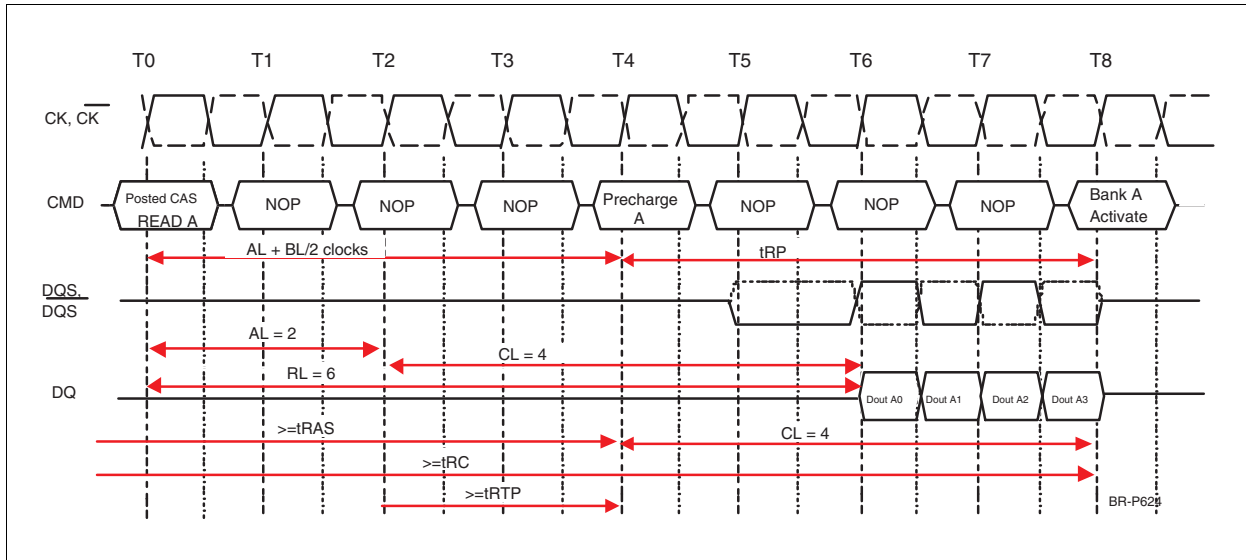 T0 T1 T2 T3 T4 T5 T6 T7 T8
CK, CK
CMD
Posted CAS
READ A
NOP
NOP
NOP
Precharge
A
NOP
NOP
NOP
Bank A
Activate
AL + BL/2 clocks
tRP
DQS,
DQS
AL = 2
CL = 4
RL = 6
DQ
Dout A0
Dout A1
Dout A2
Dout A3
>=tRAS
CL = 4
>=tRC
>=tRTP
BR-P624